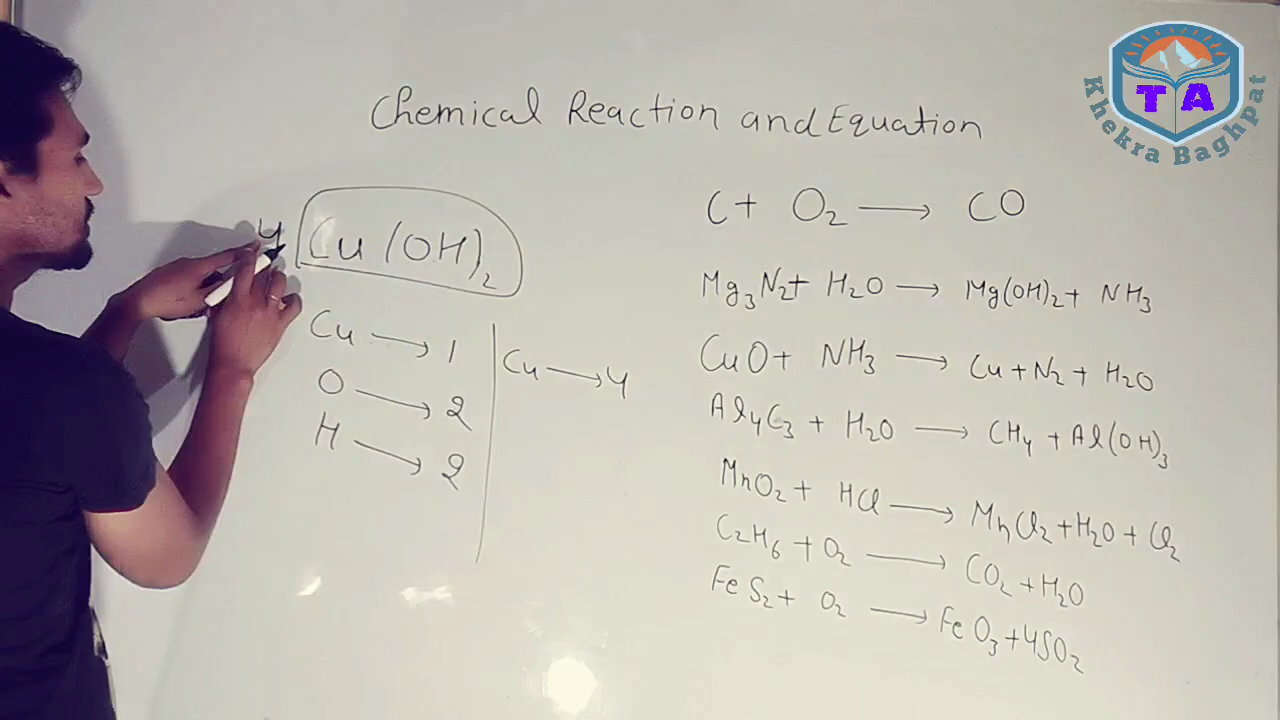 TA
Khekra Baghpat
Chemical Reaction and Equation
4 Cu(OH)₂
Cu → 1
O → 2
H → 2
Cu → 4
C + O₂ → CO
Mg₃N₂ + H₂O → Mg(OH)₂ + NH₃
CuO + NH₃ → Cu + N₂ + H₂O
Al₄C₃ + H₂O → CH₄ + Al(OH)₃
MnO₂ + HCl → MnCl₂ + H₂O + Cl₂
C₂H₆ + O₂ → CO₂ + H₂O
FeS₂ + O₂ → FeO₃ + 4SO₂